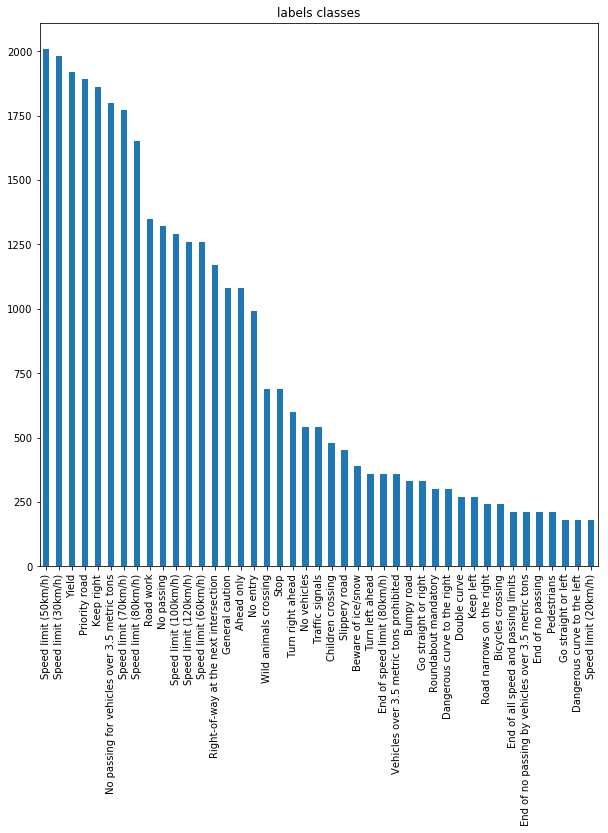 labels classes
2000
1750
1500
1250
1000
750
500
250
0
Speed limit (50km/h)
Speed limit (30km/h)
Yield
Priority road
Keep right
No passing for vehicles over 3.5 metric tons
Speed limit (70km/h)
Speed limit (80km/h)
Road work
No passing
Speed limit (100km/h)
Speed limit (120km/h)
Speed limit (60km/h)
Right-of-way at the next intersection
General caution
Ahead only
No entry
Wild animals crossing
Stop
Turn right ahead
No vehicles
Traffic signals
Children crossing
Slippery road
Beware of ice/snow
Turn left ahead
End of speed limit (80km/h)
Vehicles over 3.5 metric tons prohibited
Bumpy road
Go straight or right
Roundabout mandatory
Dangerous curve to the right
Double curve
Keep left
Road narrows on the right
Bicycles crossing
End of all speed and passing limits
End of no passing by vehicles over 3.5 metric tons
End of no passing
Pedestrians
Go straight or left
Dangerous curve to the left
Speed limit (20km/h)